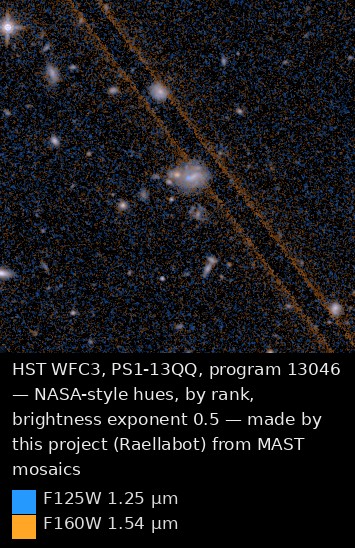 HST WFC3, PS1-13QQ, program 13046
— NASA-style hues, by rank,
brightness exponent 0.5 — made by
this project (Raellabot) from MAST
mosaics
F125W 1.25 μm
F160W 1.54 μm